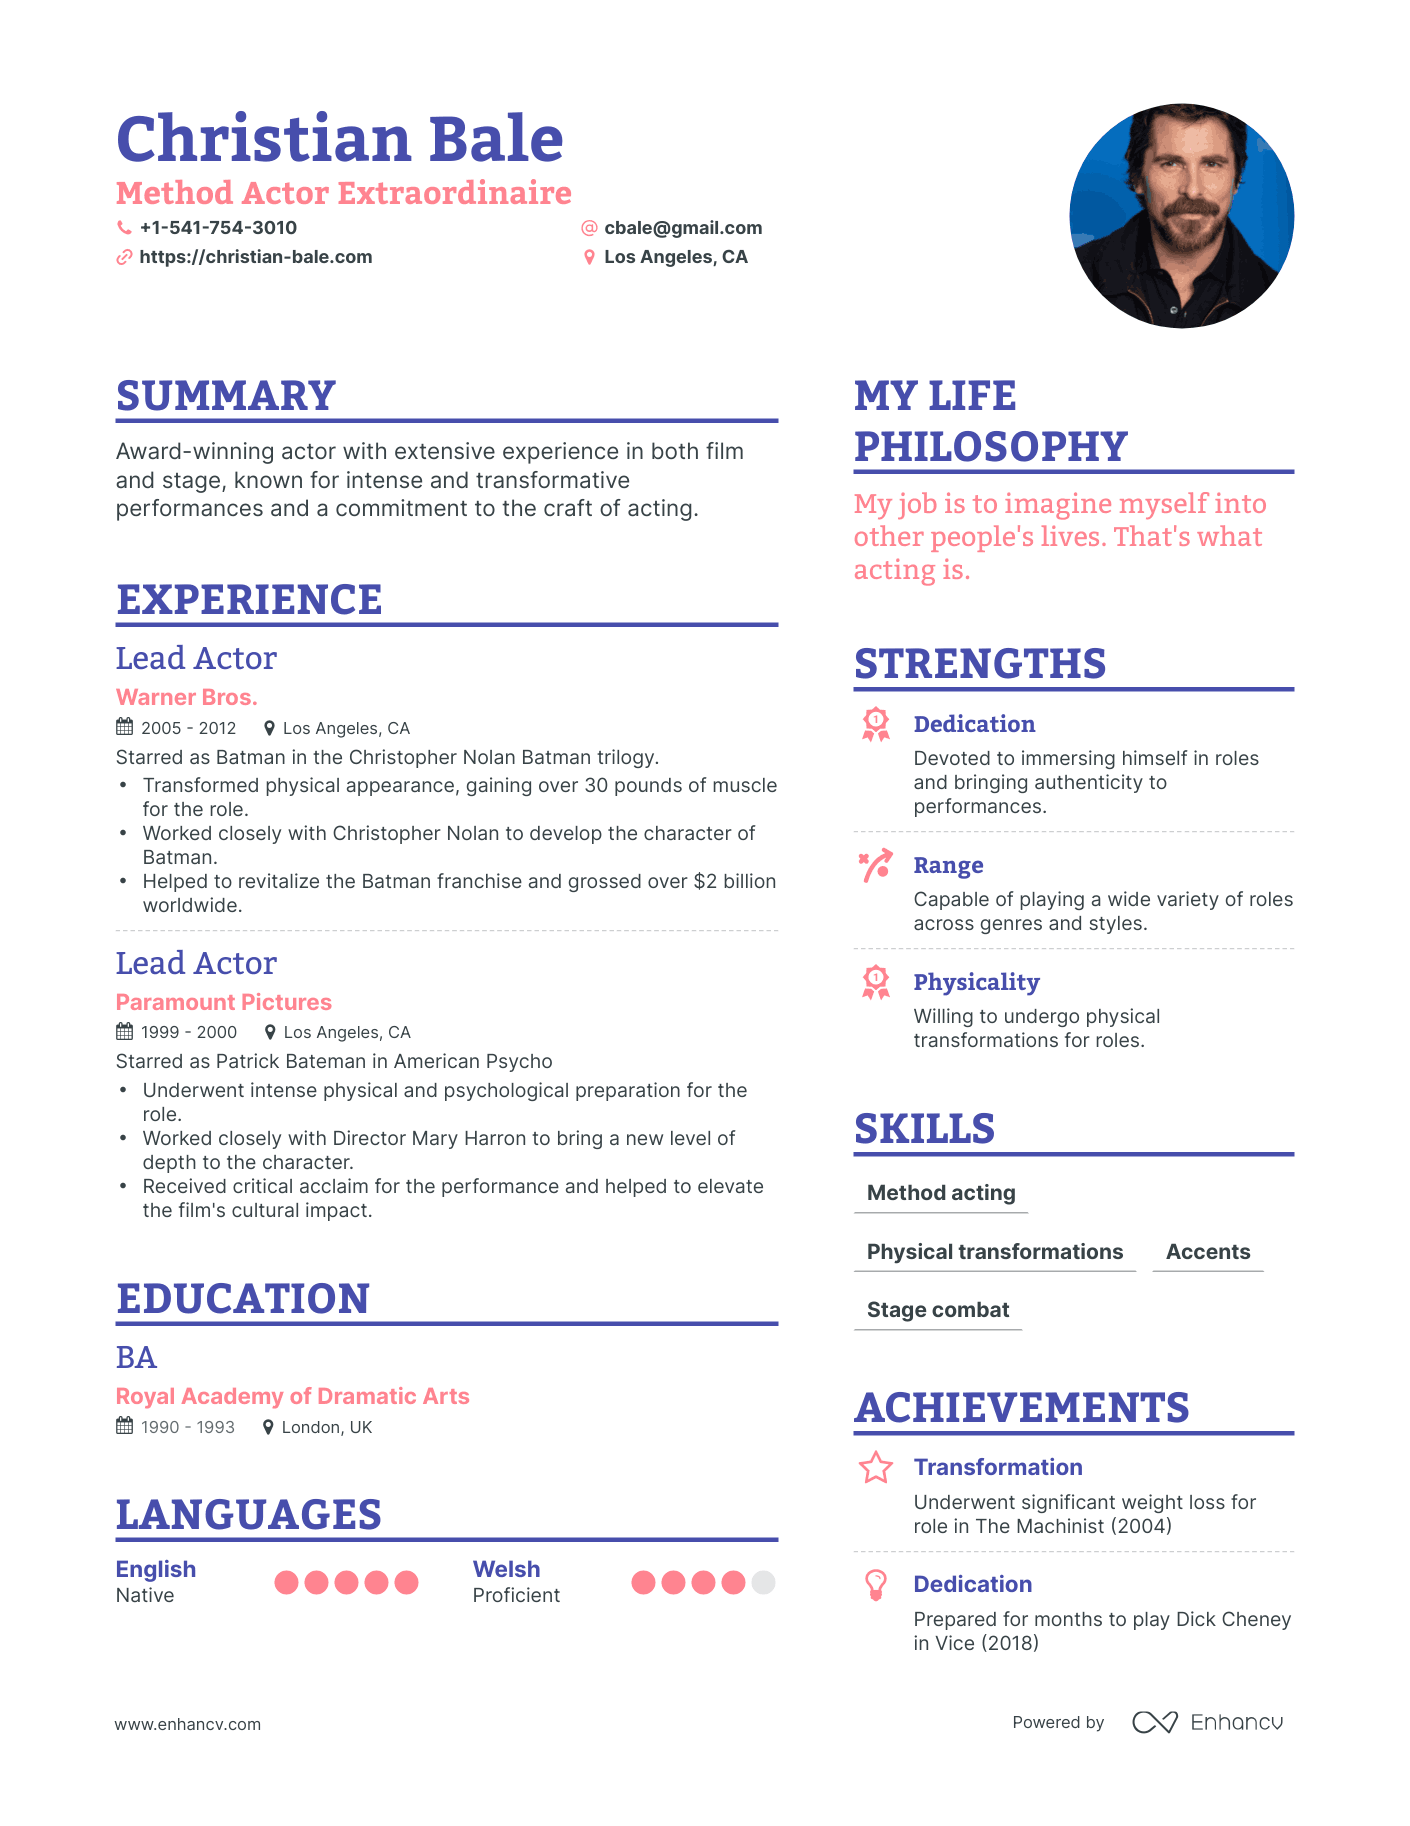 Christian Bale
Method Actor Extraordinaire
+1-541-754-3010
cbale@gmail.com
https://christian-bale.com
Los Angeles, CA
SUMMARY
Award-winning actor with extensive experience in both film
and stage, known for intense and transformative
performances and a commitment to the craft of acting.
EXPERIENCE
Lead Actor
Warner Bros.
2005 - 2012 Los Angeles, CA
Starred as Batman in the Christopher Nolan Batman trilogy.
• Transformed physical appearance, gaining over 30 pounds of muscle
for the role.
• Worked closely with Christopher Nolan to develop the character of
Batman.
• Helped to revitalize the Batman franchise and grossed over $2 billion
worldwide.
Lead Actor
Paramount Pictures
1999 - 2000 Los Angeles, CA
Starred as Patrick Bateman in American Psycho
• Underwent intense physical and psychological preparation for the
role.
• Worked closely with Director Mary Harron to bring a new level of
depth to the character.
• Received critical acclaim for the performance and helped to elevate
the film's cultural impact.
EDUCATION
BA
Royal Academy of Dramatic Arts
1990 - 1993 London, UK
LANGUAGES
English
Native
Welsh
Proficient
MY LIFE
PHILOSOPHY
My job is to imagine myself into
other people's lives. That's what
acting is.
STRENGTHS
1
Dedication
Devoted to immersing himself in roles
and bringing authenticity to
performances.
Range
Capable of playing a wide variety of roles
across genres and styles.
1
Physicality
Willing to undergo physical
transformations for roles.
SKILLS
Method acting
Physical transformations Accents
Stage combat
ACHIEVEMENTS
Transformation
Underwent significant weight loss for
role in The Machinist (2004)
Dedication
Prepared for months to play Dick Cheney
in Vice (2018)
www.enhancv.com
Powered by Enhancv